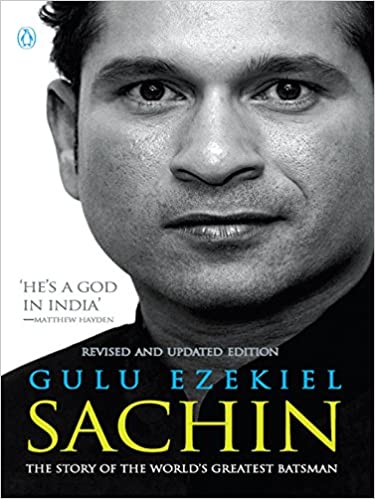 'HE'S A GOD
IN INDIA'
—MATTHEW HAYDEN
REVISED AND UPDATED EDITION
GULU EZEKIEL
SACHIN
THE STORY OF THE WORLD'S GREATEST BATSMAN